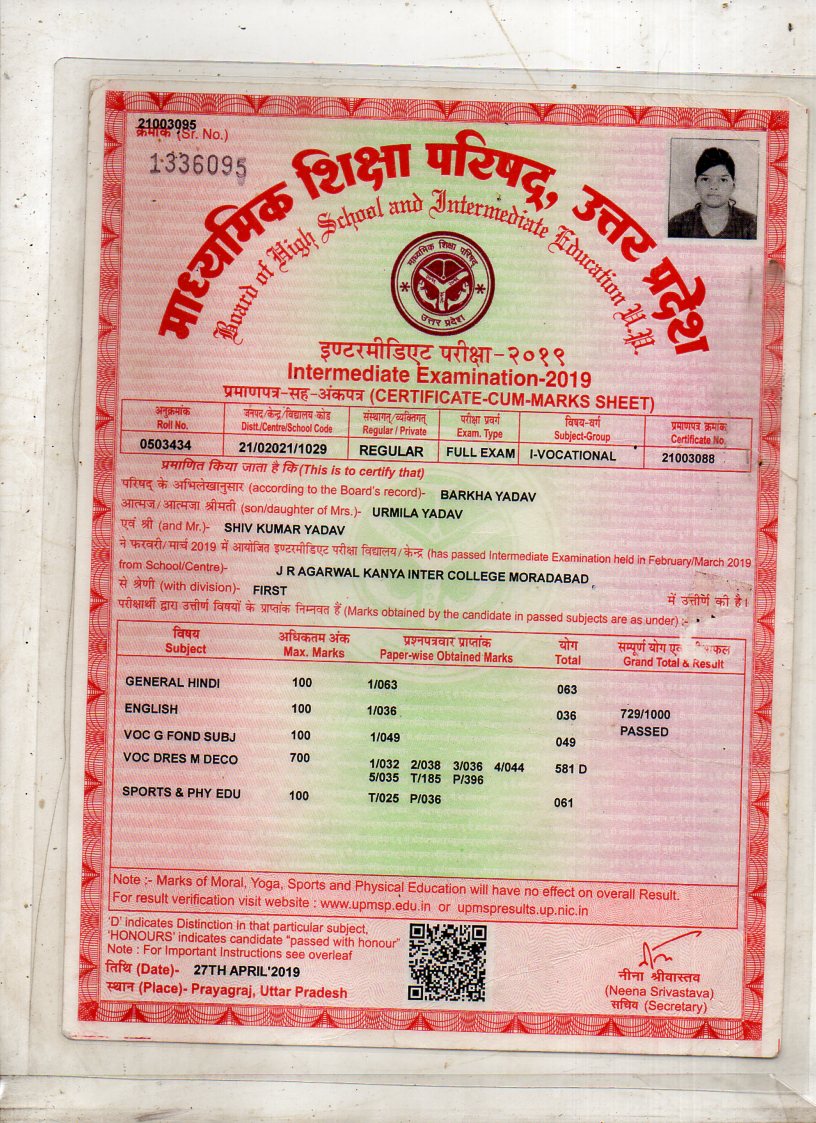 21003095
क्रमांक (Sr. No.)
1336095
माध्यमिक शिक्षा परिषद्, उत्तर प्रदेश
Board of High School and Intermediate Education U.P.
माध्यमिक शिक्षा परिषद्
उत्तर प्रदेश
इण्टरमीडिएट परीक्षा-२०१९
Intermediate Examination-2019
प्रमाणपत्र-सह-अंकपत्र (CERTIFICATE-CUM-MARKS SHEET)
अनुक्रमांक जनपद/केन्द्र/विद्यालय कोड संस्थागत/व्यक्तिगत परीक्षा प्रवर्ग विषय-वर्ग प्रमाणपत्र क्रमांक
Roll No. Distt./Centre/School Code Regular / Private Exam. Type Subject-Group Certificate No.
0503434 21/02021/1029 REGULAR FULL EXAM I-VOCATIONAL 21003088
प्रमाणित किया जाता है कि (This is to certify that)
परिषद् के अभिलेखानुसार (according to the Board's record)- BARKHA YADAV
आत्मज/आत्मजा श्रीमती (son/daughter of Mrs.)- URMILA YADAV
एवं श्री (and Mr.)- SHIV KUMAR YADAV
ने फरवरी/मार्च 2019 में आयोजित इण्टरमीडिएट परीक्षा विद्यालय/केन्द्र (has passed Intermediate Examination held in February/March 2019
from School/Centre)- J R AGARWAL KANYA INTER COLLEGE MORADABAD
से श्रेणी (with division)- FIRST में उत्तीर्ण की है।
परीक्षार्थी द्वारा उत्तीर्ण विषयों के प्राप्तांक निम्नवत हैं (Marks obtained by the candidate in passed subjects are as under) :-
विषय अधिकतम अंक प्रश्नपत्रवार प्राप्तांक योग सम्पूर्ण योग
Subject Max. Marks Paper-wise Obtained Marks Total Grand Total & Result
GENERAL HINDI 100 1/063 063
ENGLISH 100 1/036 036 729/1000
VOC G FOND SUBJ 100 1/049 049 PASSED
VOC DRES M DECO 700 1/032 2/038 3/036 4/044 581 D
5/035 T/185 P/396
SPORTS & PHY EDU 100 T/025 P/036 061
Note :- Marks of Moral, Yoga, Sports and Physical Education will have no effect on overall Result.
For result verification visit website : www.upmsp.edu.in or upmspresults.up.nic.in
'D' indicates Distinction in that particular subject,
'HONOURS' indicates candidate "passed with honour"
Note : For Important Instructions see overleaf
तिथि (Date)- 27TH APRIL'2019
स्थान (Place)- Prayagraj, Uttar Pradesh
नीना श्रीवास्तव
(Neena Srivastava)
सचिव (Secretary)